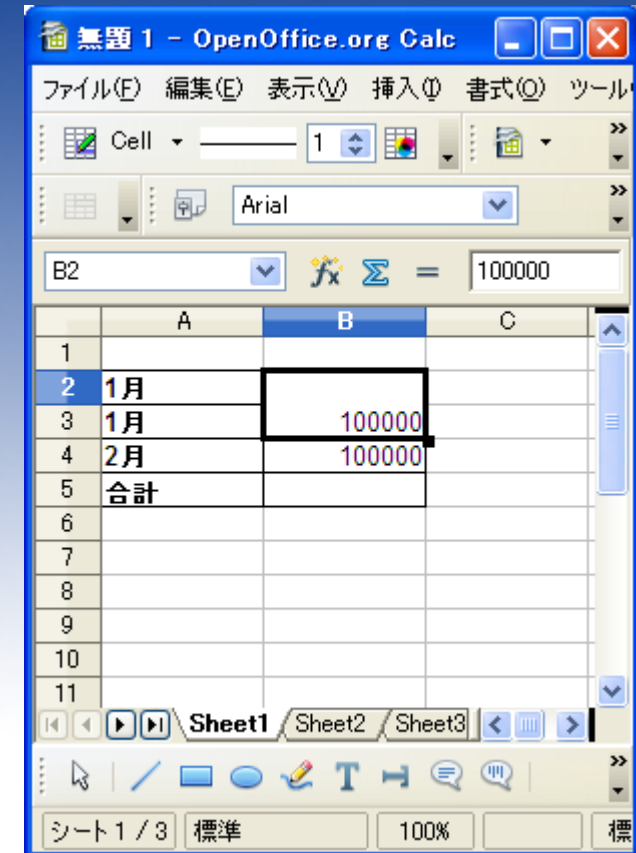 無題 1 - OpenOffice.org Calc
ファイル(F) 編集(E) 表示(V) 挿入(I) 書式(O) ツール
Cell 1
Arial
B2 100000
A B C
1
2 1月
3 1月 100000
4 2月 100000
5 合計
6
7
8
9
10
11
Sheet1 Sheet2 Sheet3
シート 1 / 3 標準 100% 標